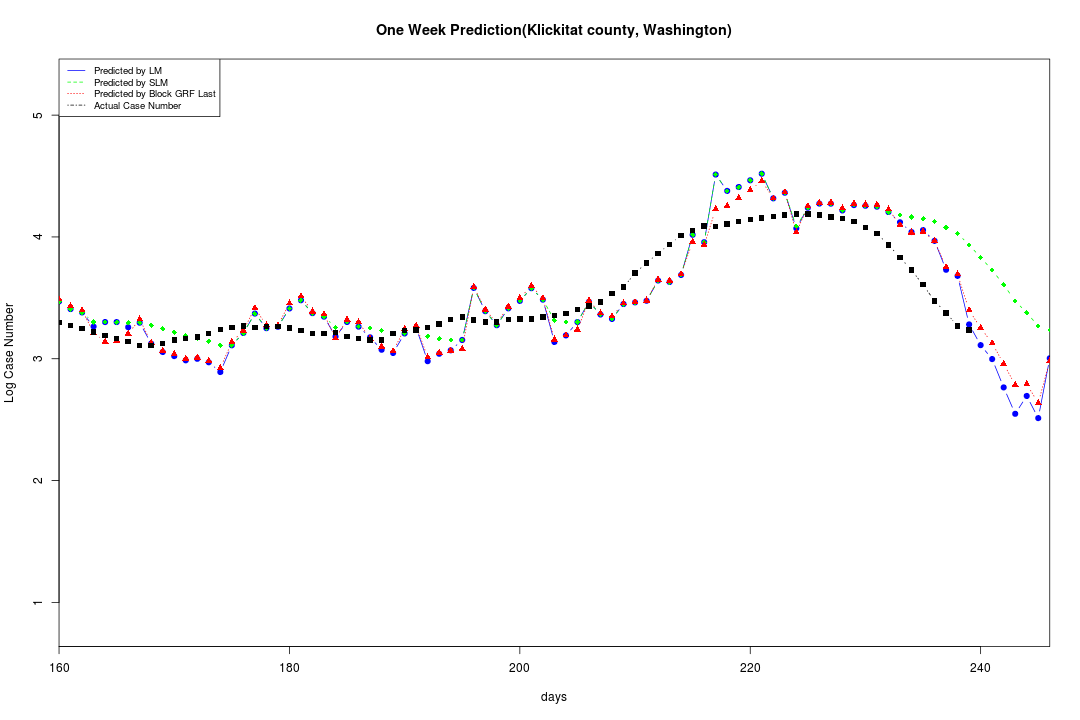 One Week Prediction(Klickitat county, Washington)
Predicted by LM
Predicted by SLM
Predicted by Block GRF Last
Actual Case Number
5
4
3
2
1
Log Case Number
160 180 200 220 240
days